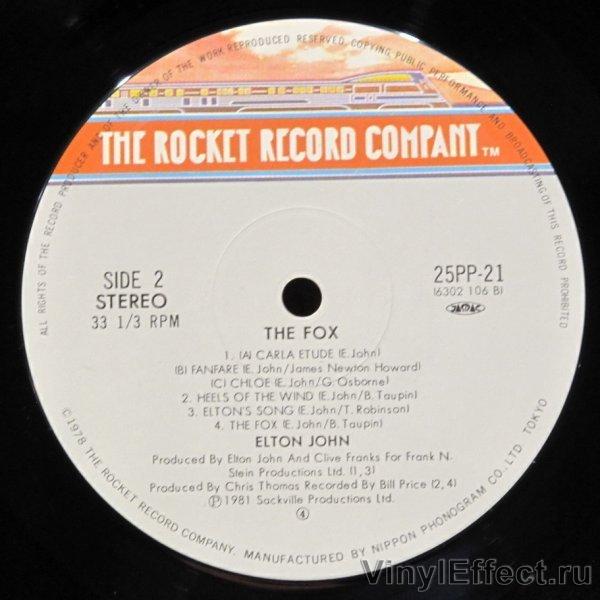 ALL RIGHTS OF THE RECORD PRODUCER AND OF THE OWNER OF THE WORK REPRODUCED RESERVED. COPYING, PUBLIC PERFORMANCE AND BROADCASTING OF THIS RECORD PROHIBITED
THE ROCKET RECORD COMPANY TM
SIDE 2
STEREO
33 1/3 RPM
25PP-21
(6302 106 B)
THE FOX
1. (A) CARLA ETUDE (E.John)
(B) FANFARE (E. John/James Newton Howard)
(C) CHLOE (E.John/G. Osborne)
2. HEELS OF THE WIND (E.John/B. Taupin)
3. ELTON'S SONG (E.John/T. Robinson)
4. THE FOX (E. John/B. Taupin)
ELTON JOHN
Produced By Elton John And Clive Franks For Frank N.
Stein Productions Ltd. (1, 3)
Produced By Chris Thomas Recorded By Bill Price (2, 4)
Ⓟ1981 Sackville Productions Ltd.
④
©1978 THE ROCKET RECORD COMPANY. MANUFACTURED BY NIPPON PHONOGRAM CO., LTD. TOKYO
VinylEffect.ru